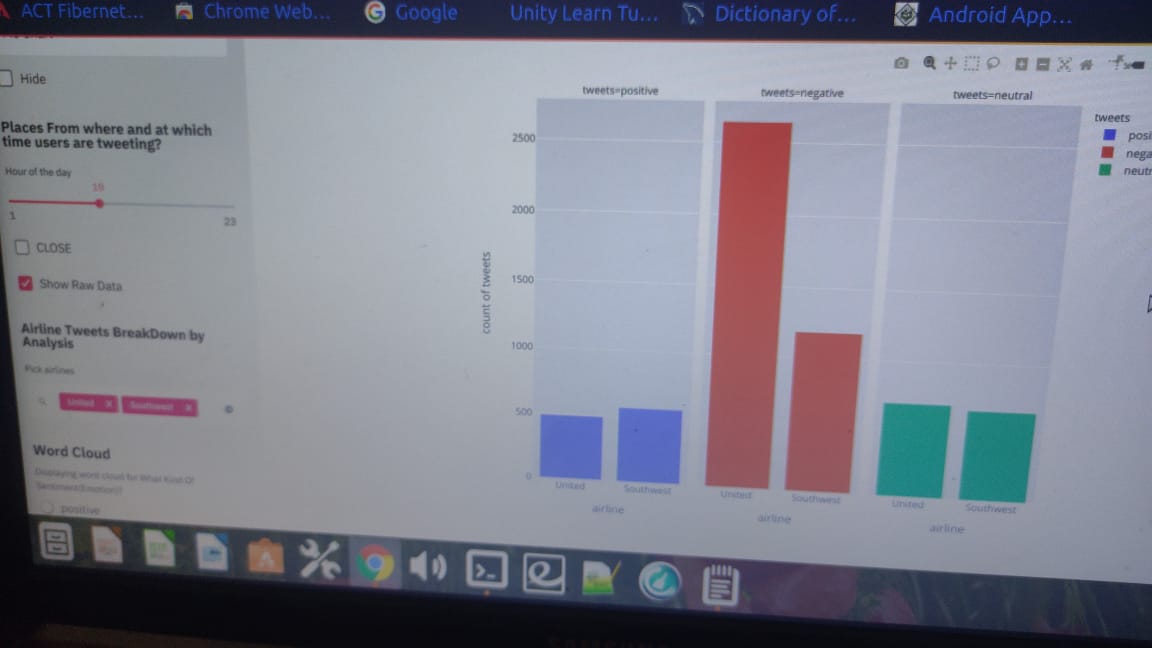 ACT Fibernet...
Chrome Web...
Google
Unity Learn Tu...
Dictionary of...
Android App...
Hide
Places From where and at which
time users are tweeting?
Hour of the day
10
1
23
CLOSE
Show Raw Data
Airline Tweets BreakDown by
Analysis
Pick airlines
United x
Southwest x
Word Cloud
Displaying word cloud for What Kind Of
Sentiment(Emotion)?
positive
tweets=positive
tweets=negative
tweets=neutral
count of tweets
2500
2000
1500
1000
500
0
United
Southwest
United
Southwest
United
Southwest
airline
airline
airline
tweets
posi
nega
neutr